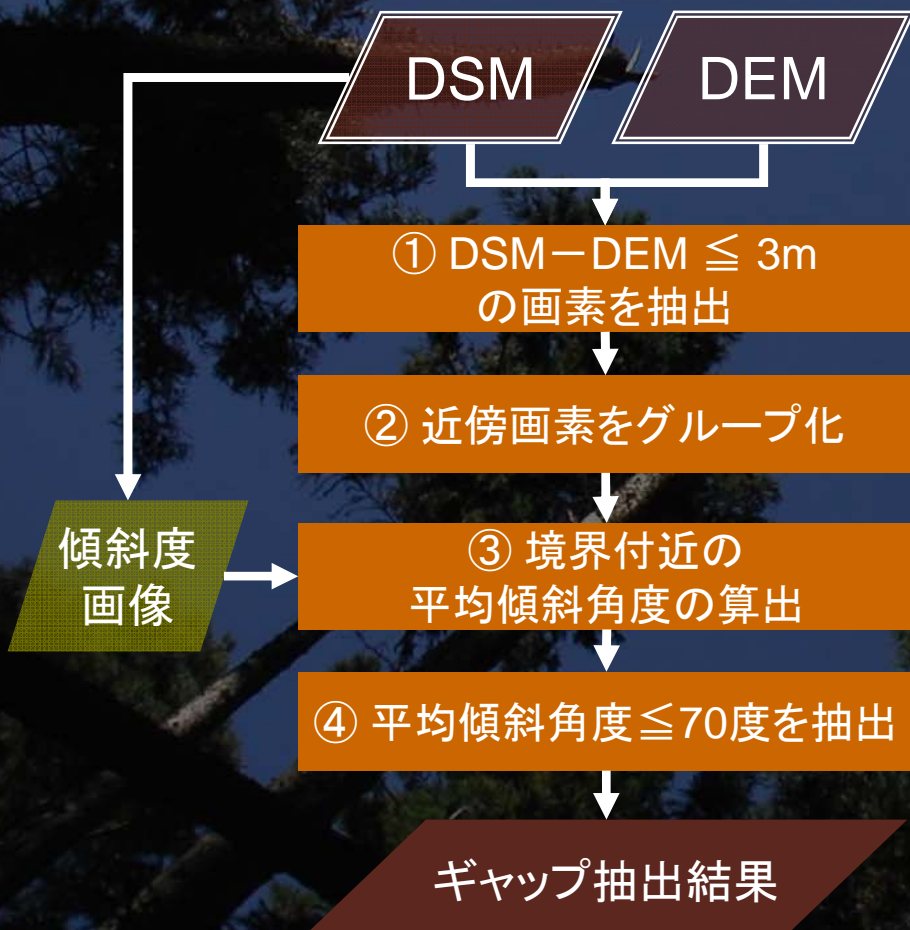 DSM
DEM
① DSM－DEM ≦ 3m
の画素を抽出
② 近傍画素をグループ化
傾斜度
画像
③ 境界付近の
平均傾斜角度の算出
④ 平均傾斜角度≦70度を抽出
ギャップ抽出結果